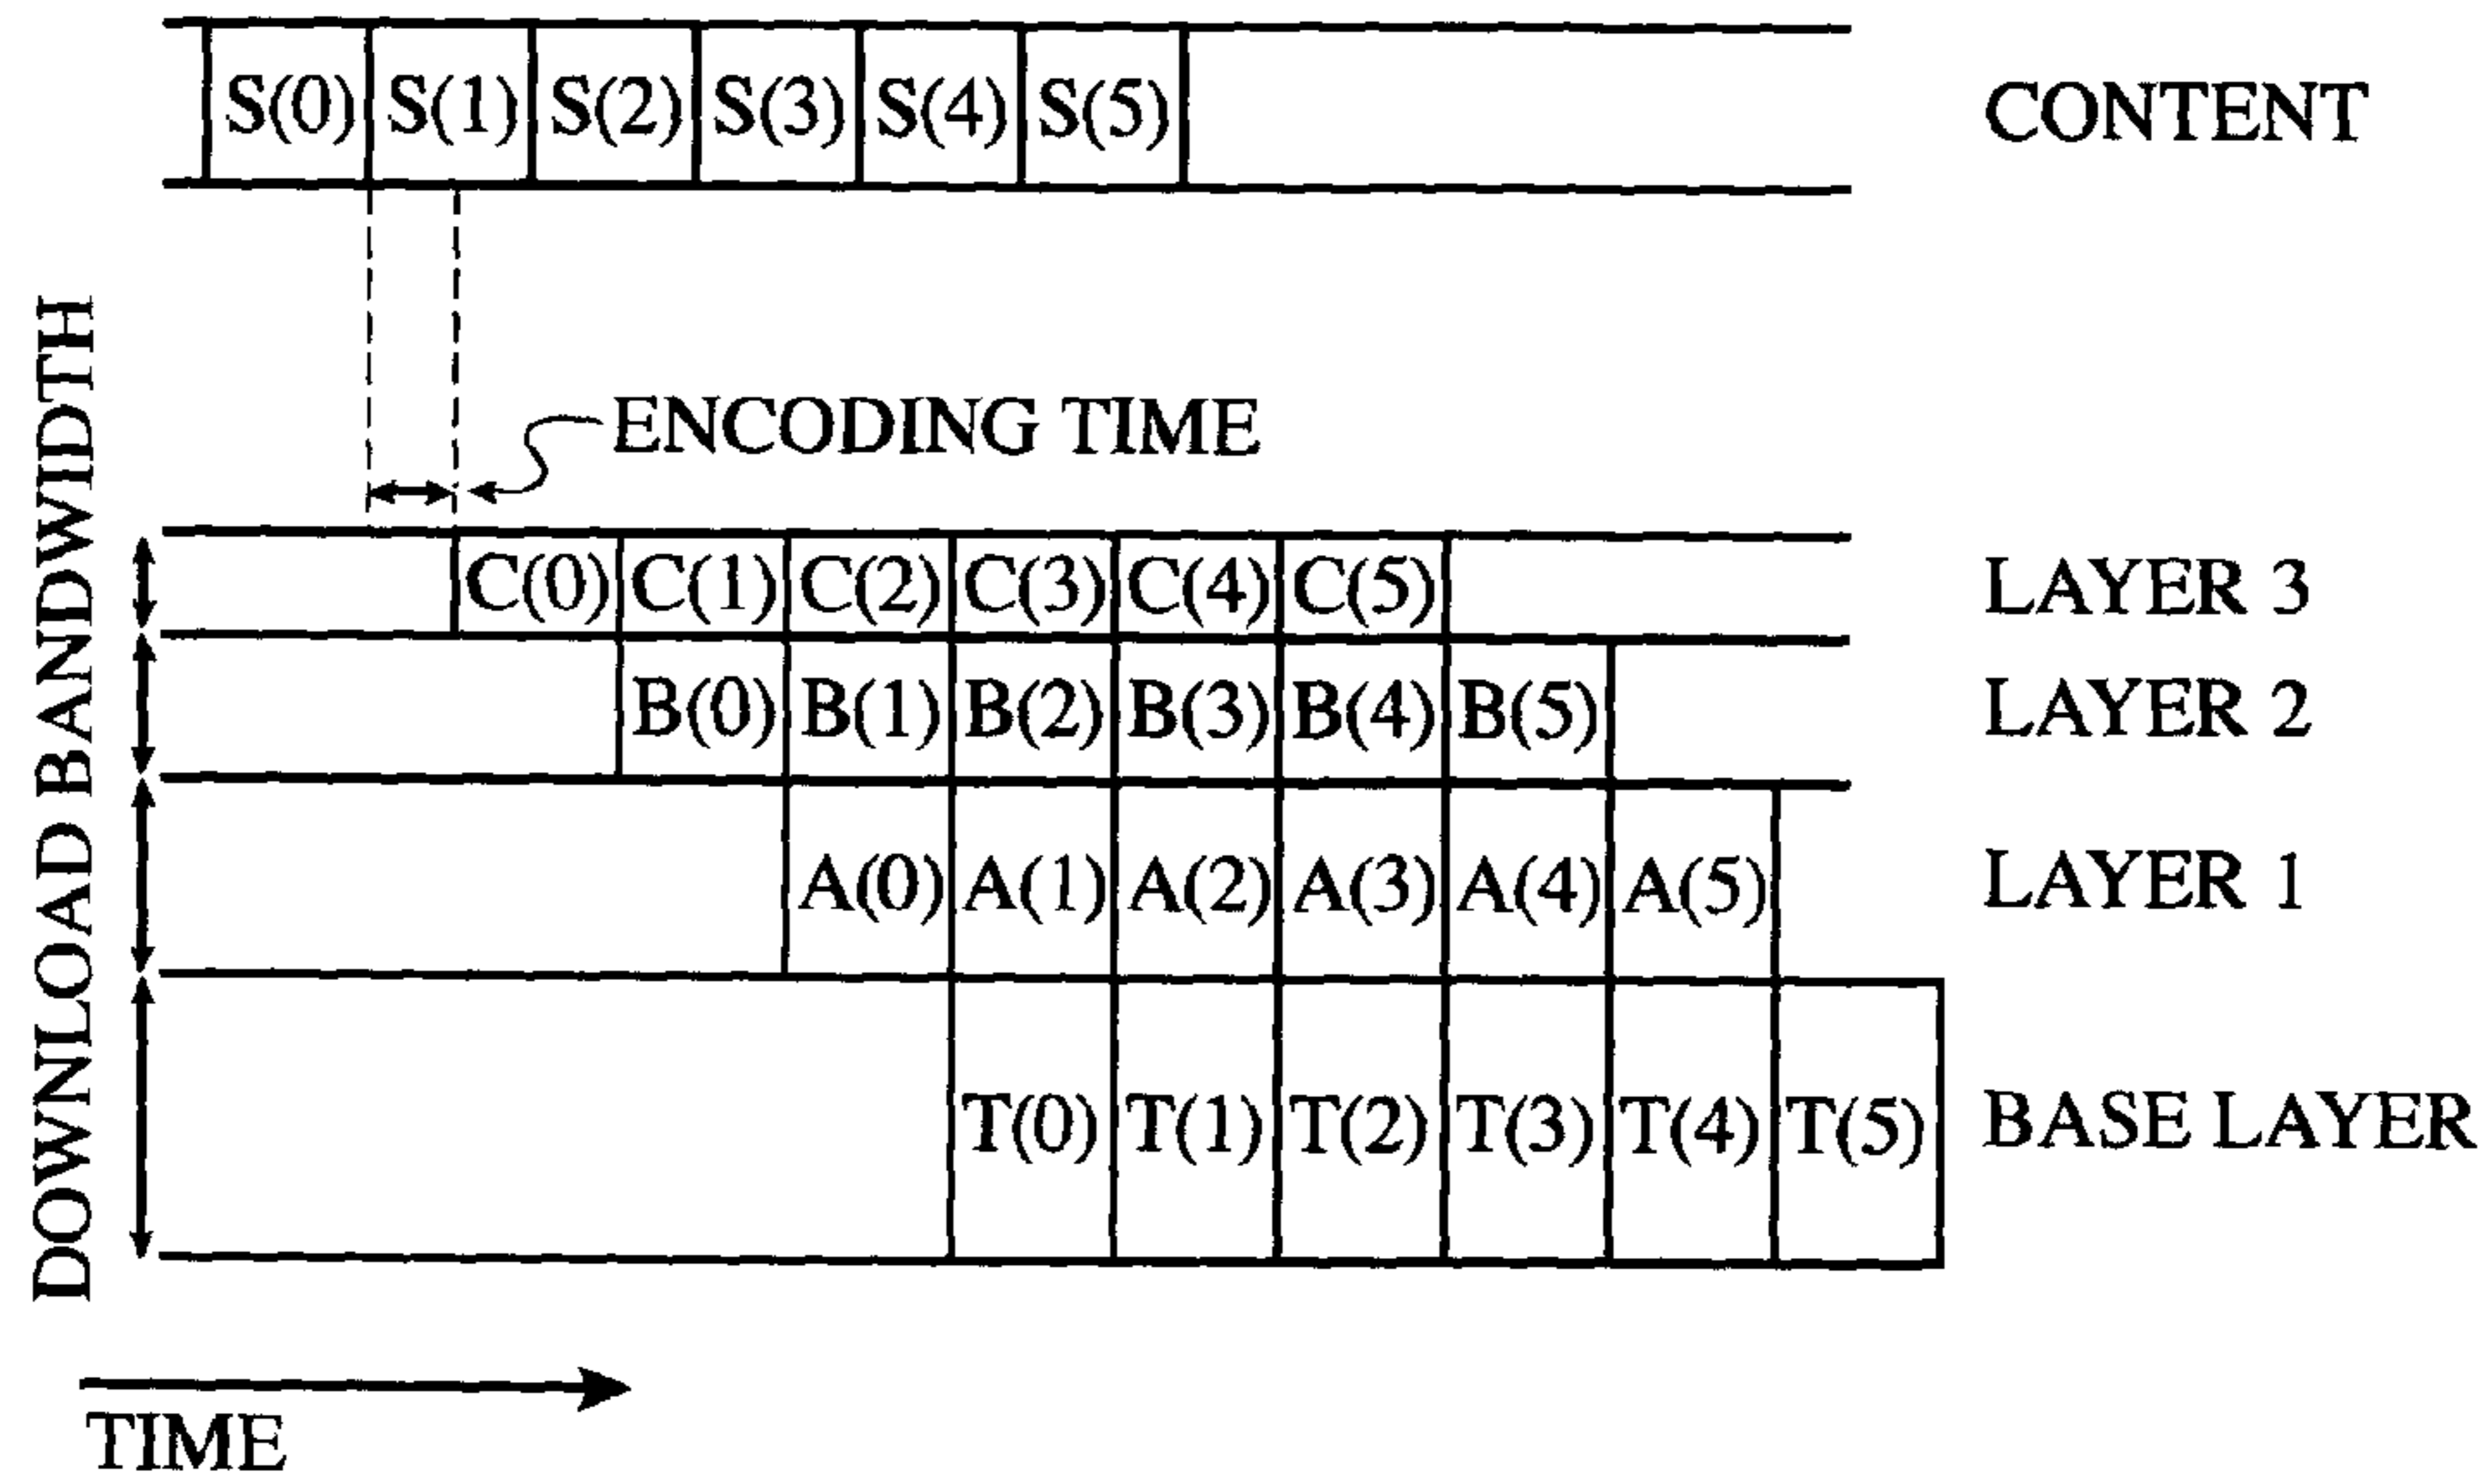 S(0) S(1) S(2) S(3) S(4) S(5) CONTENT
ENCODING TIME
DOWNLOAD BANDWIDTH
C(0) C(1) C(2) C(3) C(4) C(5) LAYER 3
B(0) B(1) B(2) B(3) B(4) B(5) LAYER 2
A(0) A(1) A(2) A(3) A(4) A(5) LAYER 1
T(0) T(1) T(2) T(3) T(4) T(5) BASE LAYER
TIME